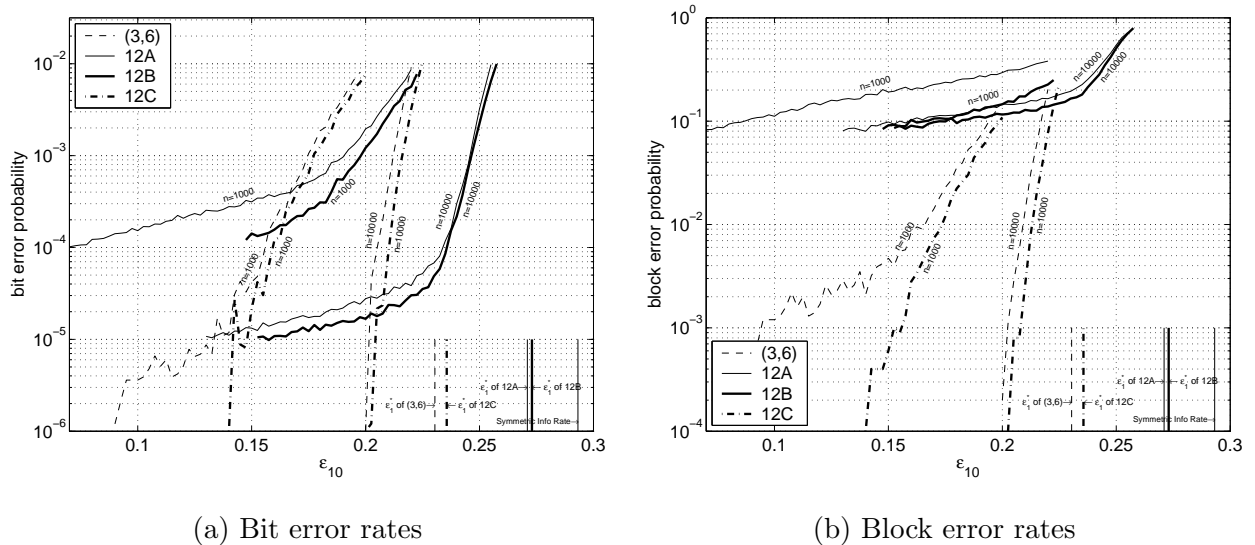 (3,6)
12A
12B
12C
10^-2
10^-3
10^-4
10^-5
10^-6
bit error probability
n=1000
n=1000
n=1000
n=1000
n=10000
n=10000
n=10000
n=10000
ε*1 of 12A→
←ε*1 of 12B
ε*1 of (3,6)→
←ε*1 of 12C
Symmetric Info Rate→
0.1
0.15
0.2
0.25
0.3
ε10
(a) Bit error rates
10^0
10^-1
10^-2
10^-3
10^-4
block error probability
n=1000
n=1000
n=10000
n=10000
n=1000
n=1000
n=10000
n=10000
(3,6)
12A
12B
12C
ε*1 of 12A→
←ε*1 of 12B
ε*1 of (3,6)→
←ε*1 of 12C
Symmetric Info Rate→
0.1
0.15
0.2
0.25
0.3
ε10
(b) Block error rates